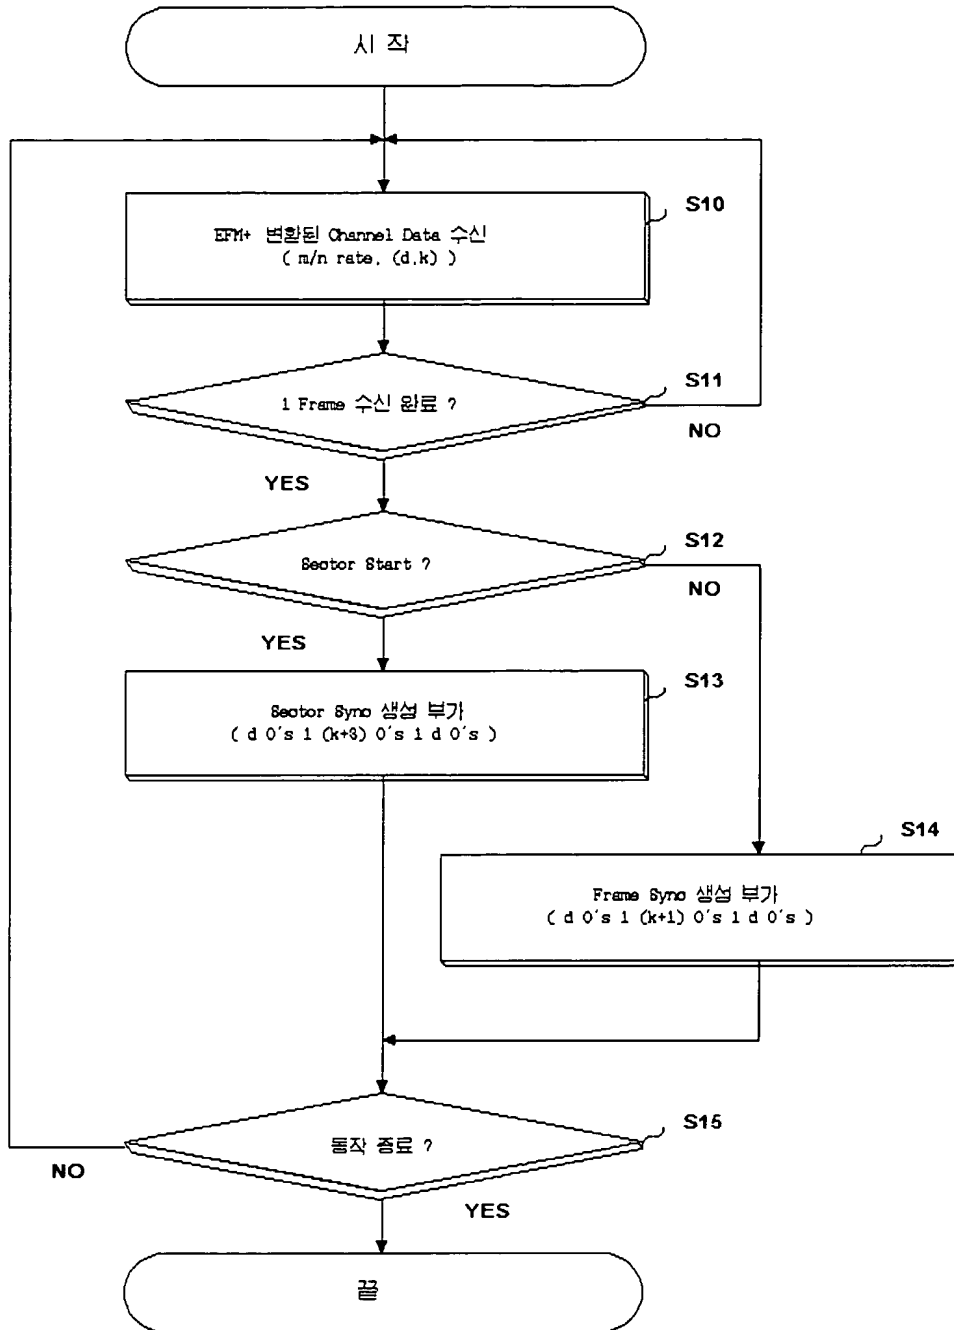 시 작
S10
EFM+ 변환된 Channel Data 수신
( m/n rate, (d,k) )
S11
1 Frame 수신 완료 ?
NO
YES
S12
Sector Start ?
NO
YES
S13
Sector Sync 생성 부가
( d 0's 1 (k+3) 0's 1 d 0's )
S14
Frame Sync 생성 부가
( d 0's 1 (k+1) 0's 1 d 0's )
S15
동작 종료 ?
NO
YES
끝